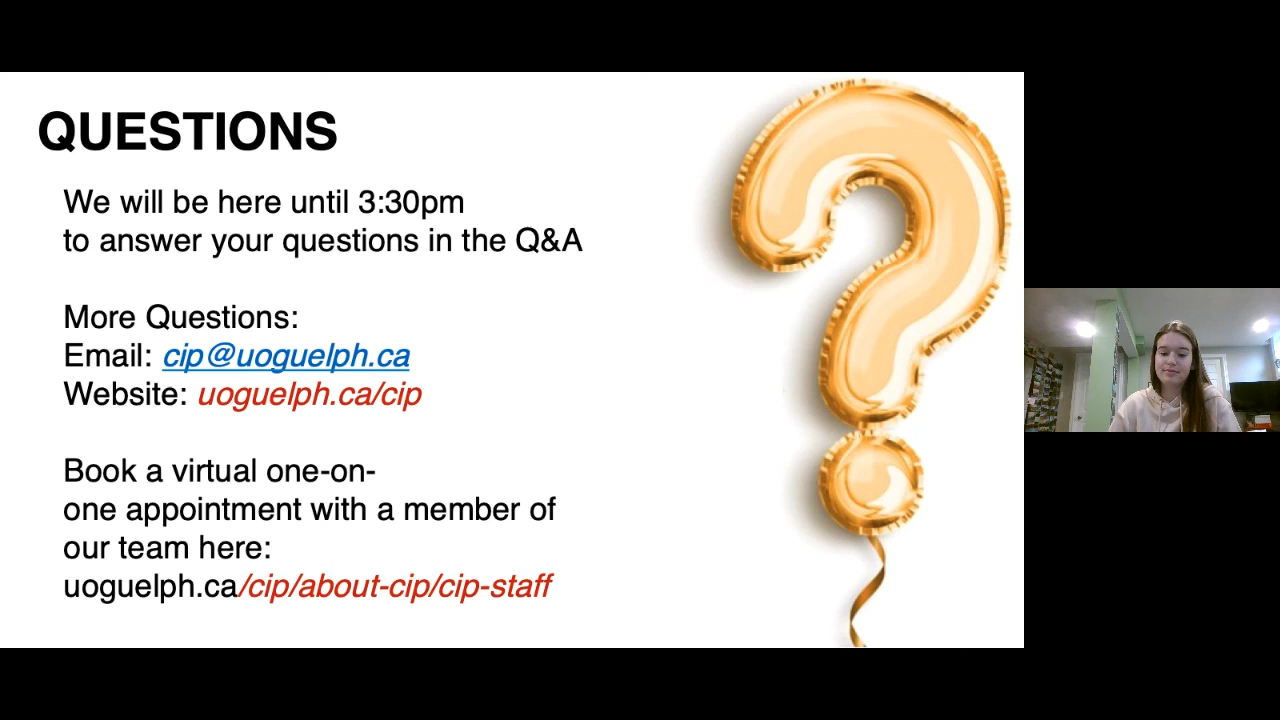 QUESTIONS
We will be here until 3:30pm
to answer your questions in the Q&A
More Questions:
Email: cip@uoguelph.ca
Website: uoguelph.ca/cip
Book a virtual one-on-
one appointment with a member of
our team here:
uoguelph.ca/cip/about-cip/cip-staff